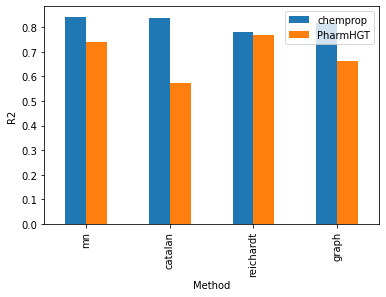 chemprop
PharmHGT
R2
0.8
0.7
0.6
0.5
0.4
0.3
0.2
0.1
0.0
mn
catalan
reichardt
graph
Method